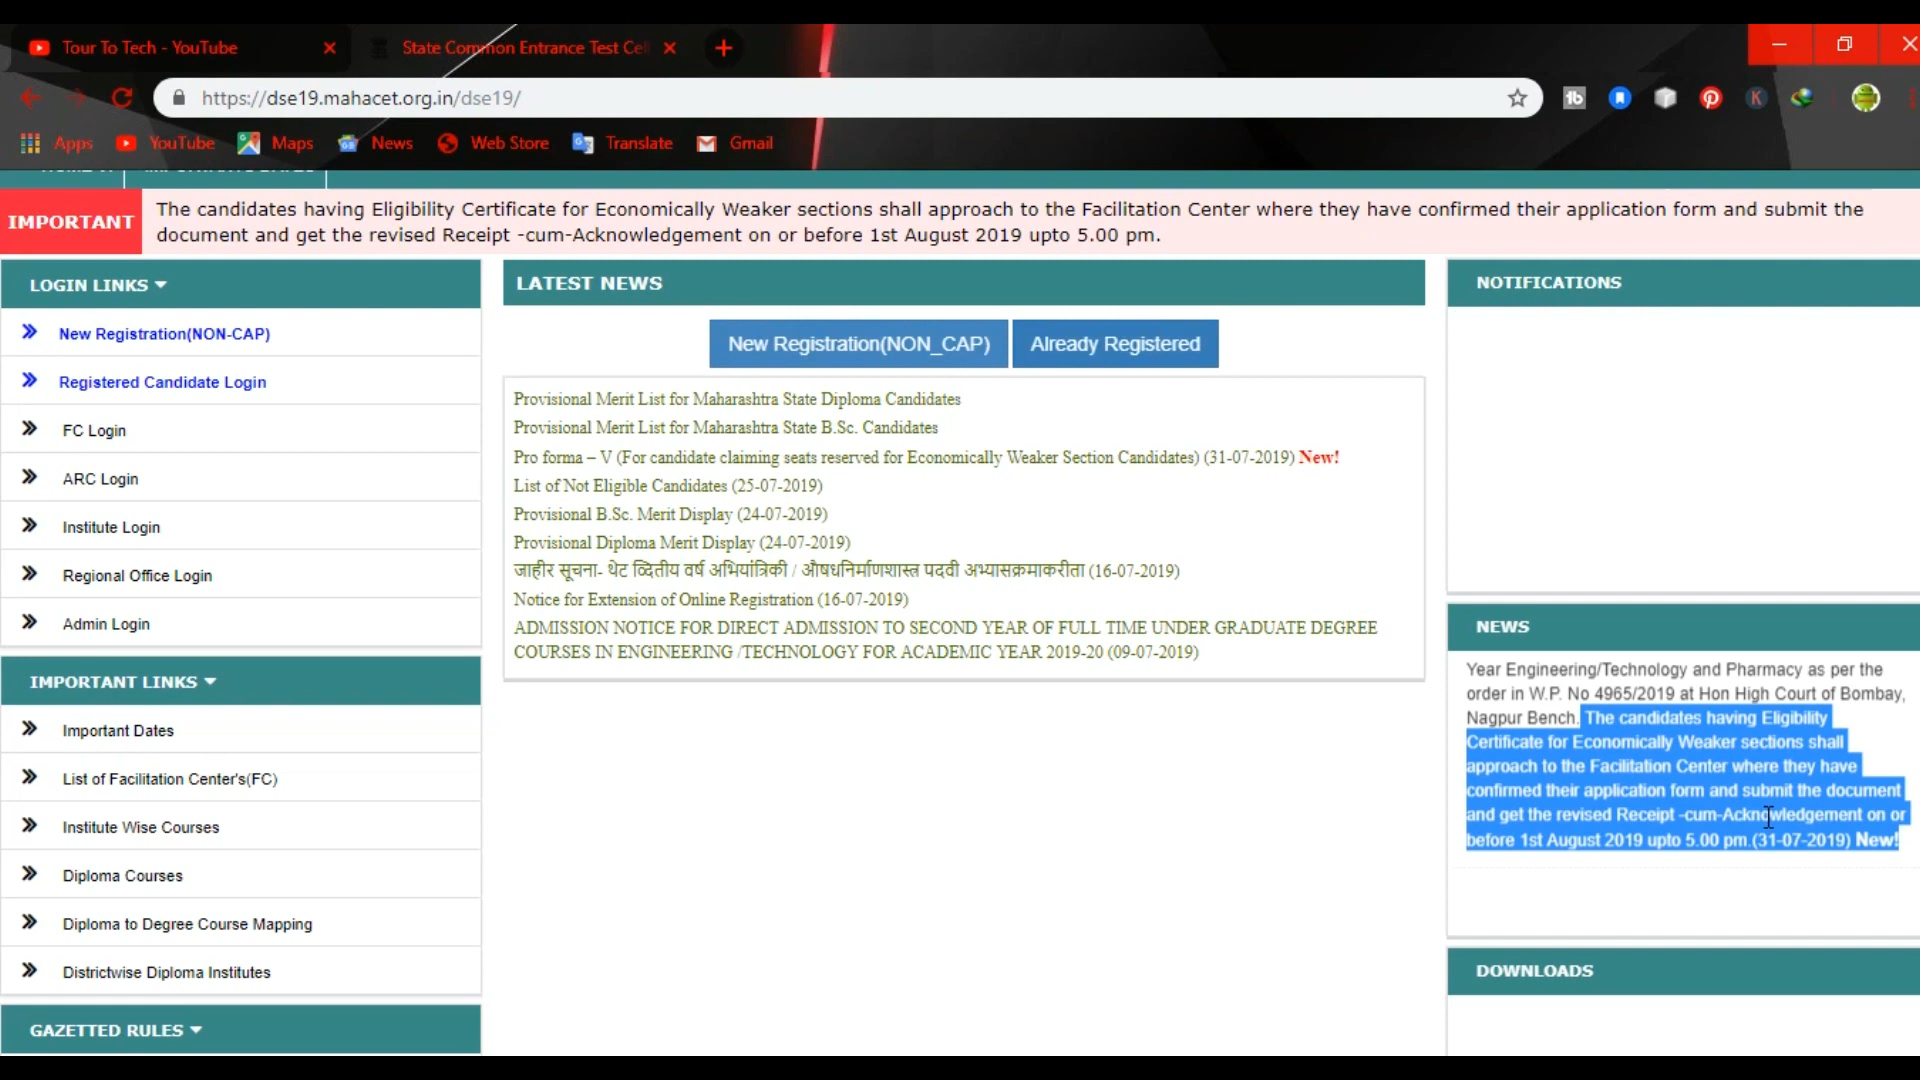 Tour To Tech - YouTube
State Common Entrance Test Cel
https://dse19.mahacet.org.in/dse19/
Apps YouTube Maps News Web Store Translate Gmail
IMPORTANT
The candidates having Eligibility Certificate for Economically Weaker sections shall approach to the Facilitation Center where they have confirmed their application form and submit the
document and get the revised Receipt -cum-Acknowledgement on or before 1st August 2019 upto 5.00 pm.
LOGIN LINKS
New Registration(NON-CAP)
Registered Candidate Login
FC Login
ARC Login
Institute Login
Regional Office Login
Admin Login
IMPORTANT LINKS
Important Dates
List of Facilitation Center's(FC)
Institute Wise Courses
Diploma Courses
Diploma to Degree Course Mapping
Districtwise Diploma Institutes
GAZETTED RULES
LATEST NEWS
New Registration(NON_CAP) Already Registered
Provisional Merit List for Maharashtra State Diploma Candidates
Provisional Merit List for Maharashtra State B.Sc. Candidates
Pro forma – V (For candidate claiming seats reserved for Economically Weaker Section Candidates) (31-07-2019) New!
List of Not Eligible Candidates (25-07-2019)
Provisional B.Sc. Merit Display (24-07-2019)
Provisional Diploma Merit Display (24-07-2019)
जाहीर सूचना- थेट व्दितीय वर्ष अभियांत्रिकी / औषधनिर्माणशास्त्र पदवी अभ्यासक्रमाकरीता (16-07-2019)
Notice for Extension of Online Registration (16-07-2019)
ADMISSION NOTICE FOR DIRECT ADMISSION TO SECOND YEAR OF FULL TIME UNDER GRADUATE DEGREE
COURSES IN ENGINEERING /TECHNOLOGY FOR ACADEMIC YEAR 2019-20 (09-07-2019)
NOTIFICATIONS
NEWS
Year Engineering/Technology and Pharmacy as per the
order in W.P. No 4965/2019 at Hon High Court of Bombay,
Nagpur Bench. The candidates having Eligibility
Certificate for Economically Weaker sections shall
approach to the Facilitation Center where they have
confirmed their application form and submit the document
and get the revised Receipt -cum-Acknowledgement on or
before 1st August 2019 upto 5.00 pm.(31-07-2019) New!
DOWNLOADS